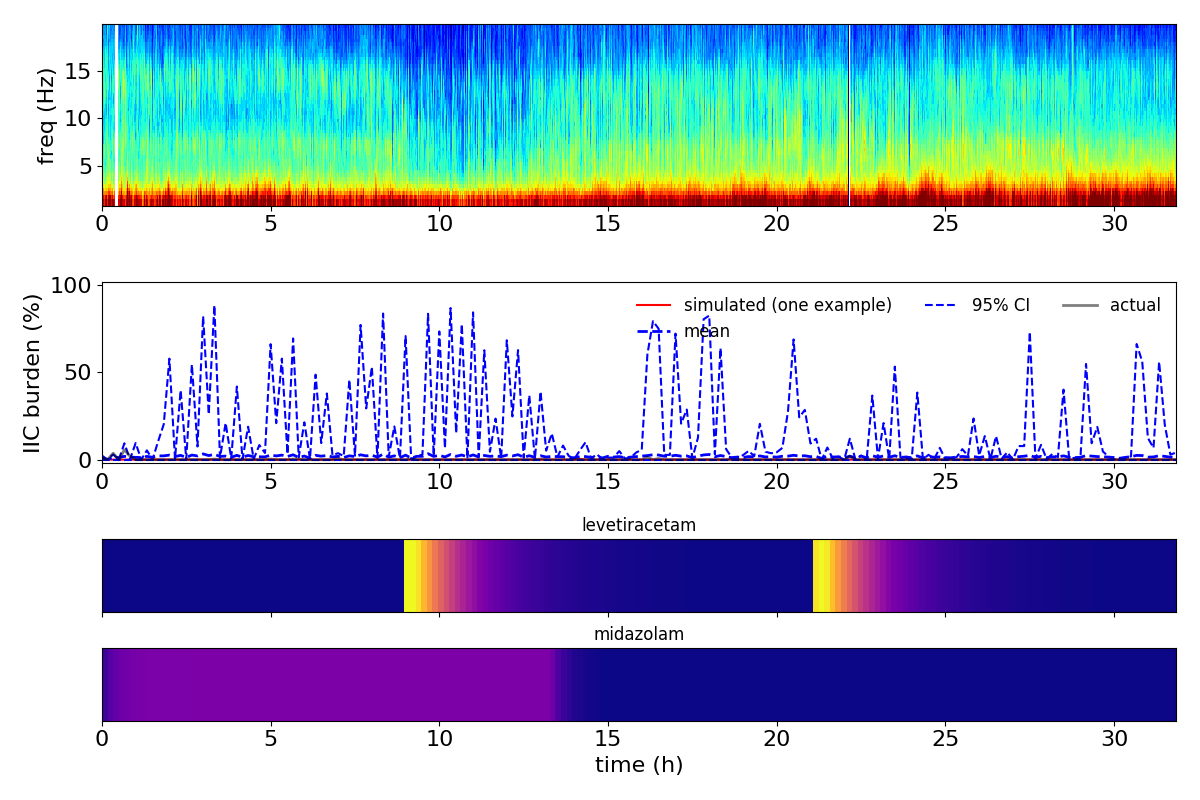 freq (Hz)
15
10
5
0 5 10 15 20 25 30
IIC burden (%)
100
50
0
simulated (one example) 95% CI actual
mean
0 5 10 15 20 25 30
levetiracetam
midazolam
0 5 10 15 20 25 30
time (h)